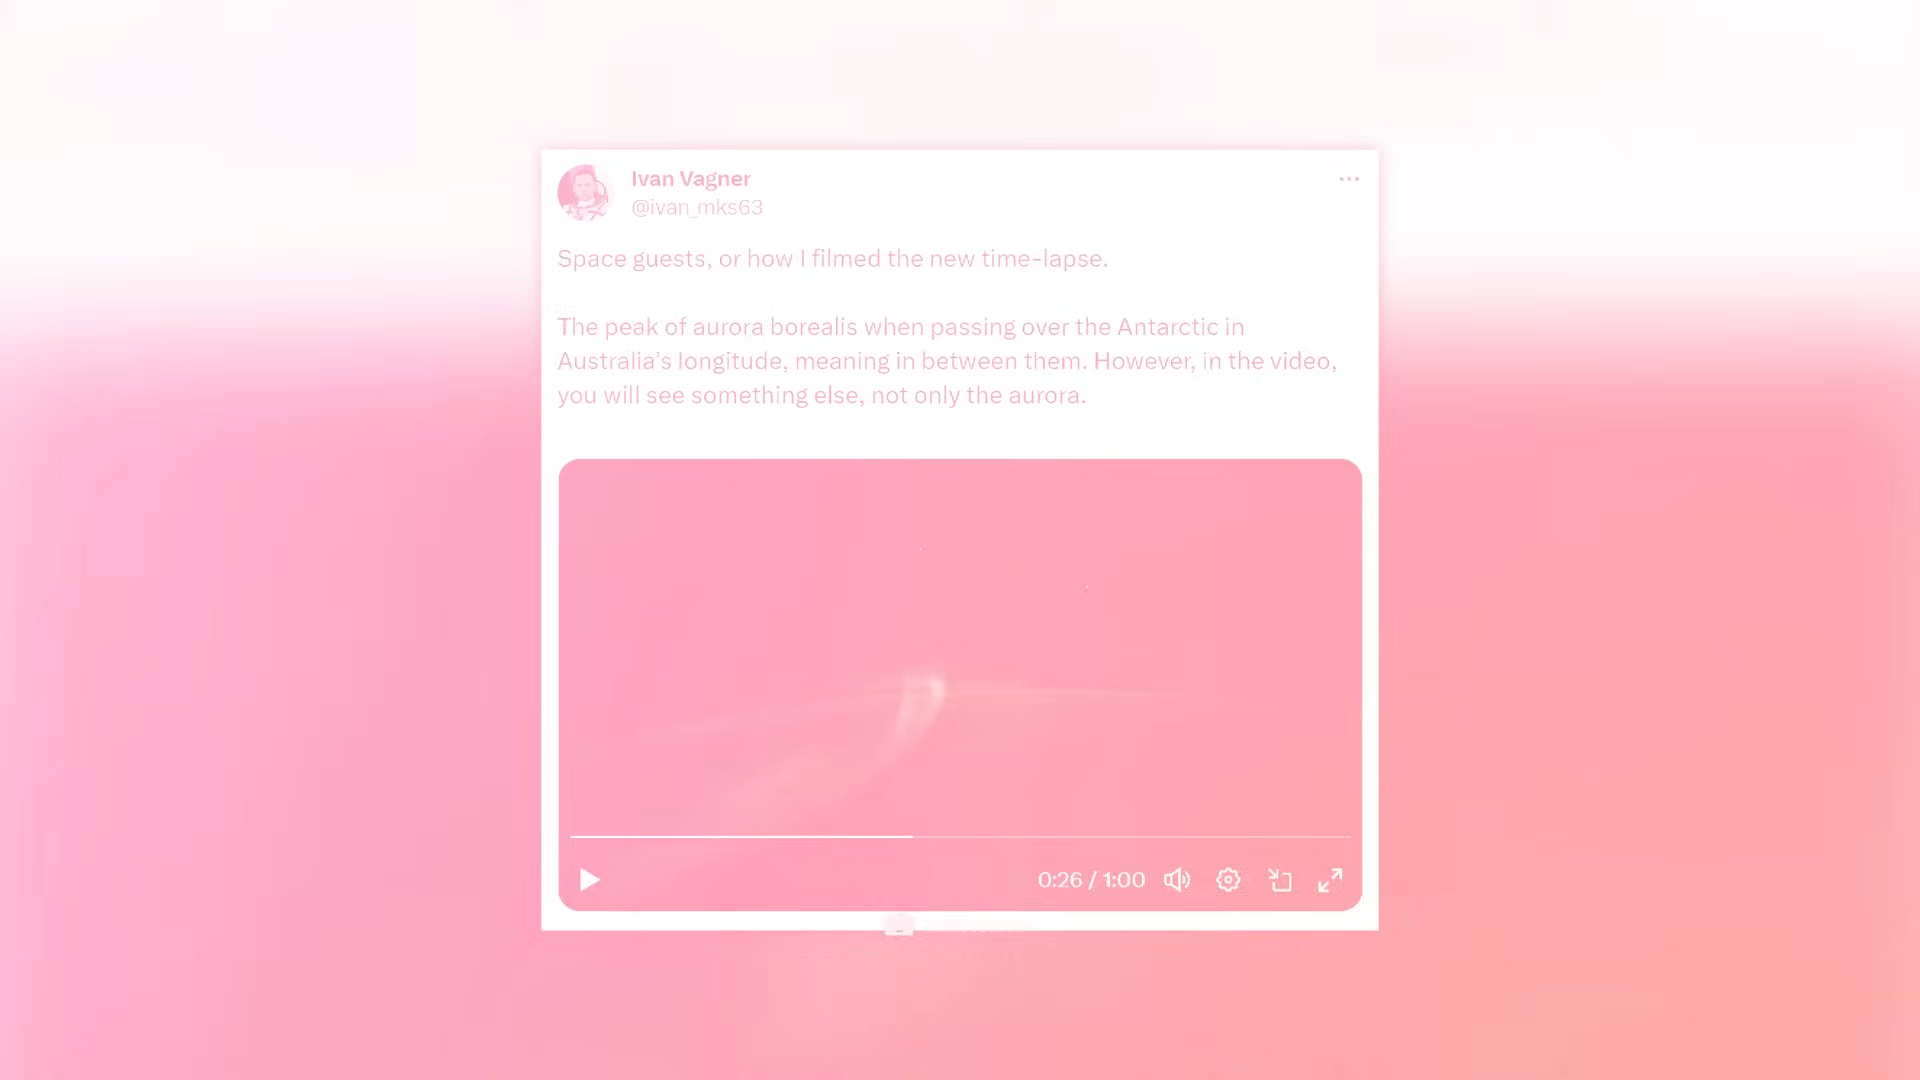 Ivan Vagner
@ivan_mks63
Space guests, or how I filmed the new time-lapse.
The peak of aurora borealis when passing over the Antarctic in
Australia's longitude, meaning in between them. However, in the video,
you will see something else, not only the aurora.
0:26 / 1:00